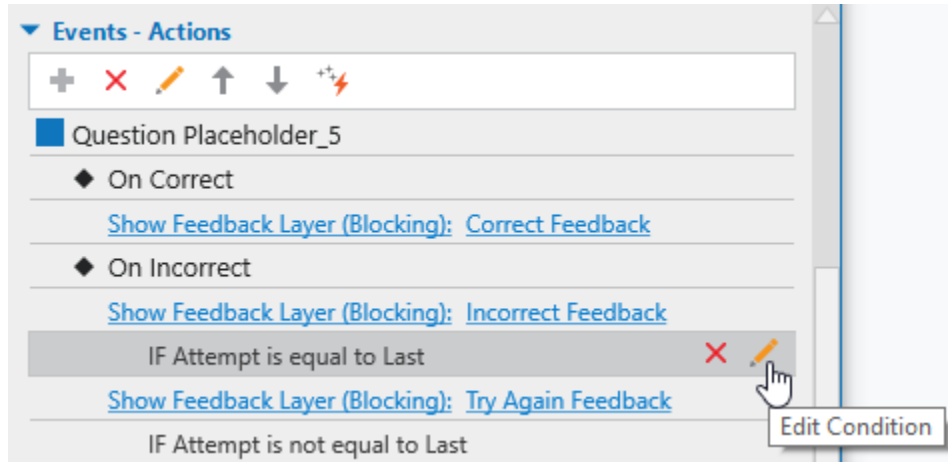 Events - Actions
Question Placeholder_5
On Correct
Show Feedback Layer (Blocking): Correct Feedback
On Incorrect
Show Feedback Layer (Blocking): Incorrect Feedback
IF Attempt is equal to Last
Show Feedback Layer (Blocking): Try Again Feedback
Edit Condition
IF Attempt is not equal to Last